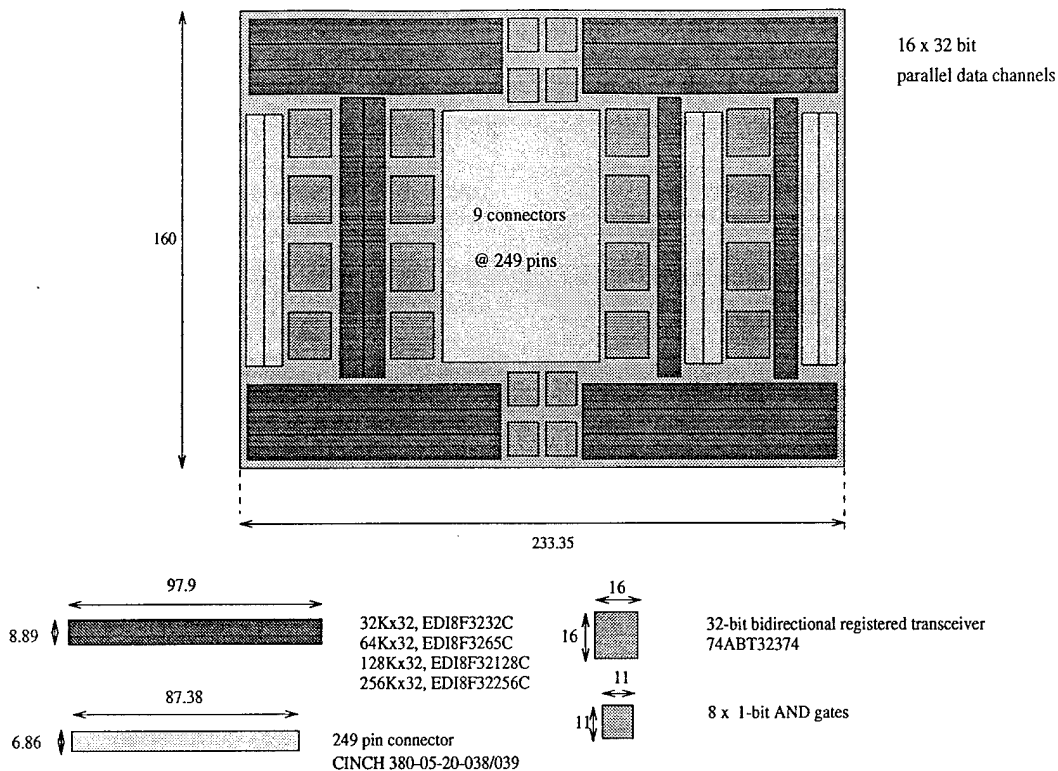 16 x 32 bit
parallel data channels
9 connectors
@ 249 pins
160
233.35
97.9
8.89
32Kx32, EDI8F3232C
64Kx32, EDI8F3265C
128Kx32, EDI8F32128C
256Kx32, EDI8F32256C
87.38
6.86
249 pin connector
CINCH 380-05-20-038/039
16
16
32-bit bidirectional registered transceiver
74ABT32374
11
11
8 x 1-bit AND gates